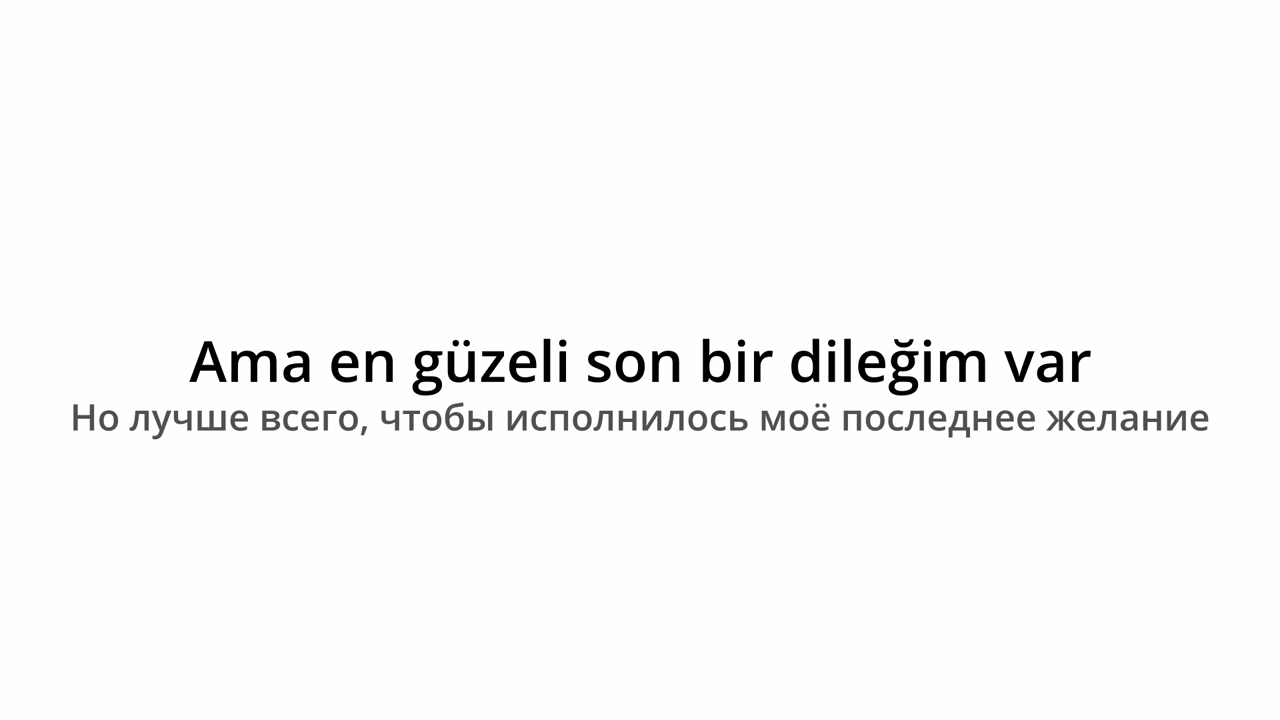 Ama en güzeli son bir dileğim var
Но лучше всего, чтобы исполнилось моё последнее желание